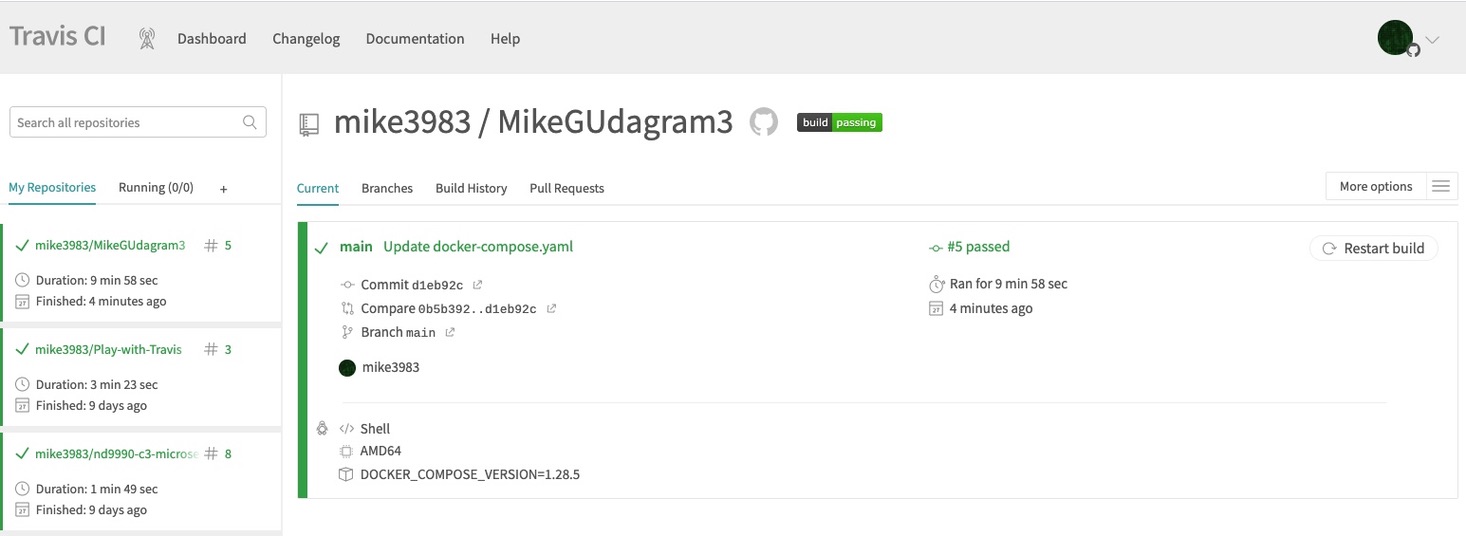 Travis CI Dashboard Changelog Documentation Help
Search all repositories
My Repositories Running (0/0) +
mike3983/MikeGUdagram3 # 5
Duration: 9 min 58 sec
Finished: 4 minutes ago
mike3983/Play-with-Travis # 3
Duration: 3 min 23 sec
Finished: 9 days ago
mike3983/nd9990-c3-microse # 8
Duration: 1 min 49 sec
Finished: 9 days ago
mike3983 / MikeGUdagram3 build passing
Current Branches Build History Pull Requests More options
main Update docker-compose.yaml #5 passed Restart build
Commit d1eb92c Ran for 9 min 58 sec
Compare 0b5b392..d1eb92c 4 minutes ago
Branch main
mike3983
</> Shell
AMD64
DOCKER_COMPOSE_VERSION=1.28.5